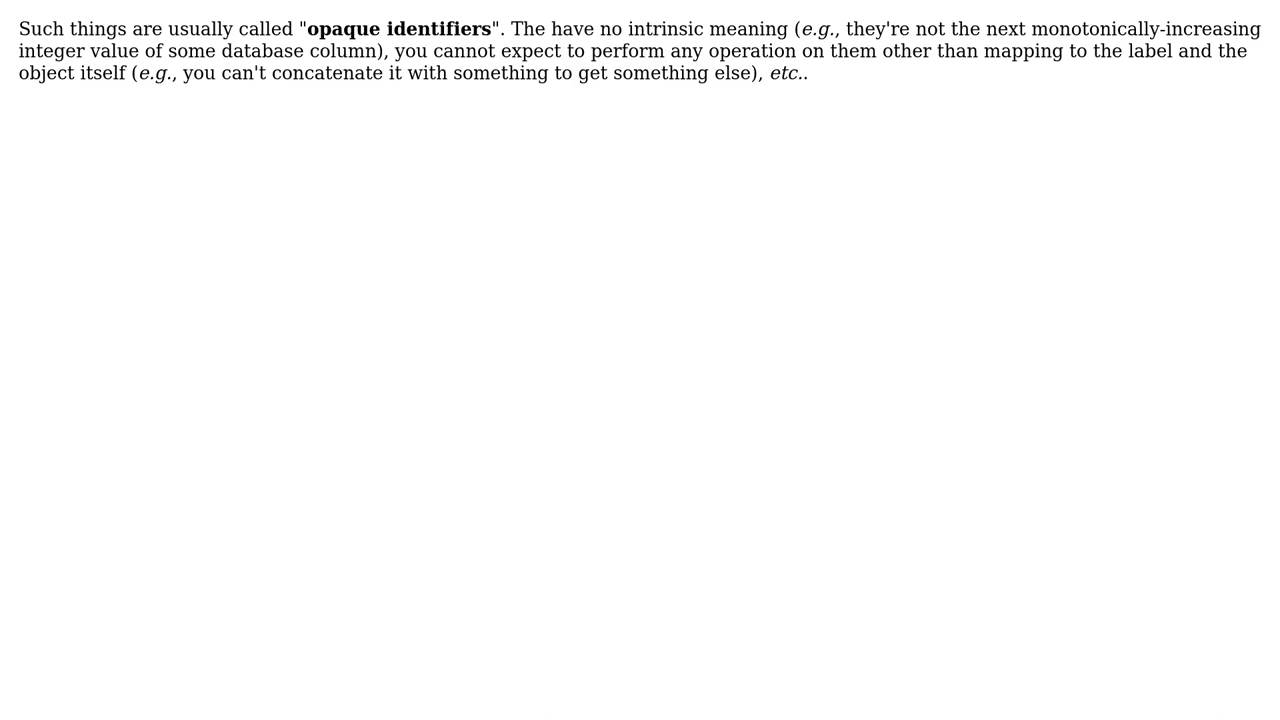 Such things are usually called "opaque identifiers". The have no intrinsic meaning (e.g., they're not the next monotonically-increasing
integer value of some database column), you cannot expect to perform any operation on them other than mapping to the label and the
object itself (e.g., you can't concatenate it with something to get something else), etc..